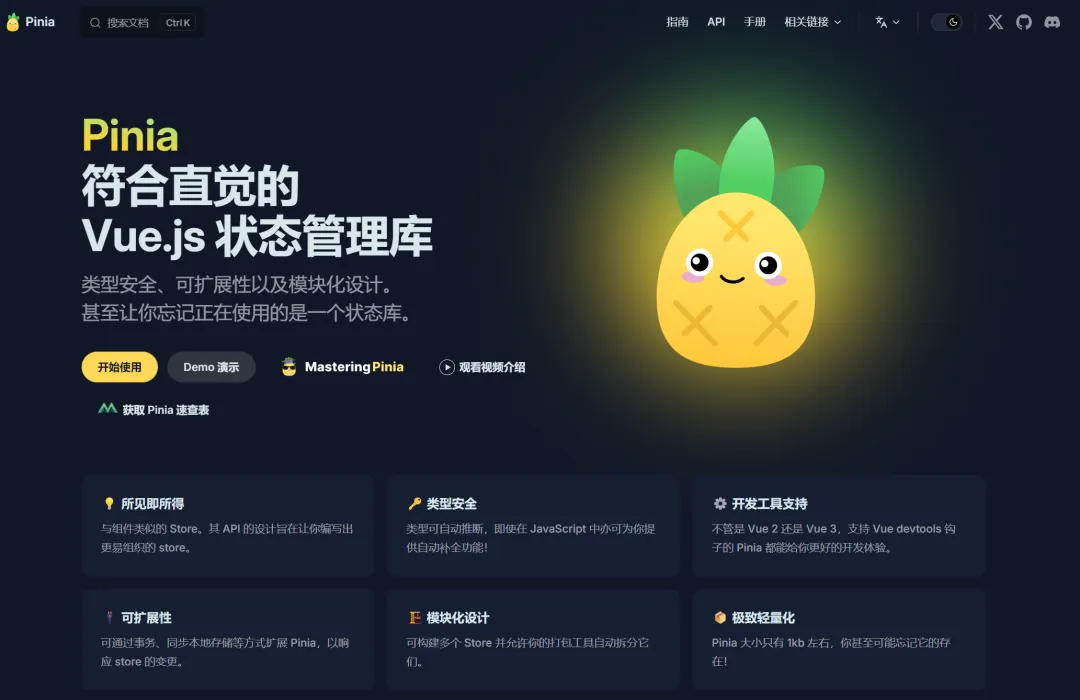 Pinia
搜索文档
Ctrl K
指南
API
手册
相关链接
Pinia
符合直觉的
Vue.js 状态管理库
类型安全、可扩展性以及模块化设计。
甚至让你忘记正在使用的是一个状态库。
开始使用
Demo 演示
Mastering Pinia
观看视频介绍
获取 Pinia 速查表
💡 所见即所得
与组件类似的 Store。其 API 的设计旨在让你编写出
更易组织的 store。
🔑 类型安全
类型可自动推断，即使在 JavaScript 中亦可为你提
供自动补全功能！
⚙️ 开发工具支持
不管是 Vue 2 还是 Vue 3，支持 Vue devtools 钩
子的 Pinia 都能给你更好的开发体验。
🔌 可扩展性
可通过事务、同步本地存储等方式扩展 Pinia，以响
应 store 的变更。
🏗 模块化设计
可构建多个 Store 并允许你的打包工具自动拆分它
们。
📦 极致轻量化
Pinia 大小只有 1kb 左右，你甚至可能忘记它的存
在！